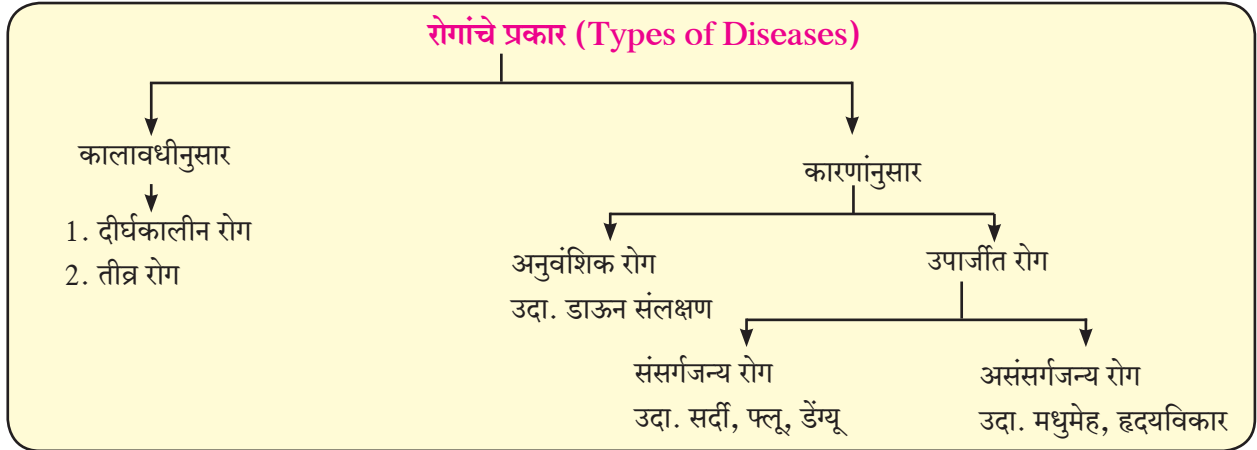 रोगांचे प्रकार (Types of Diseases)
कालावधीनुसार
1. दीर्घकालीन रोग
2. तीव्र रोग
कारणांनुसार
अनुवंशिक रोग
उदा. डाऊन संलक्षण
उपार्जीत रोग
संसर्गजन्य रोग
उदा. सर्दी, फ्लू, डेंग्यू
असंसर्गजन्य रोग
उदा. मधुमेह, हृदयविकार